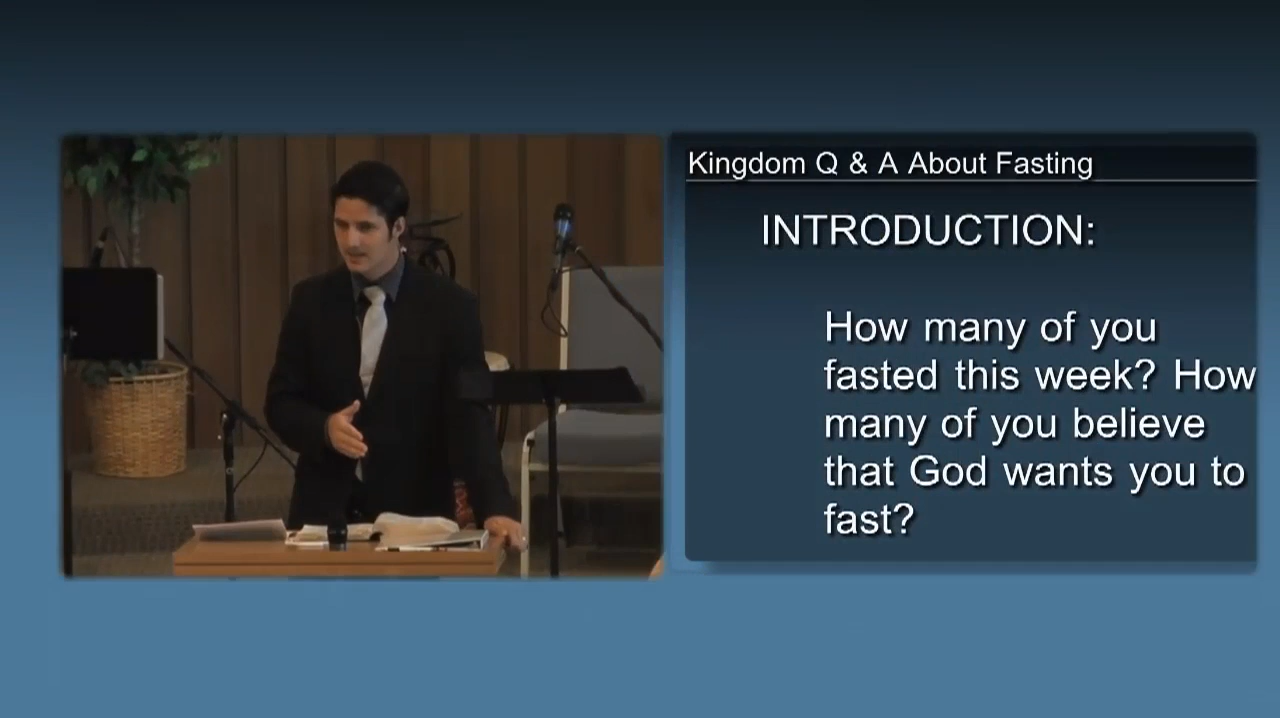 Kingdom Q & A About Fasting
INTRODUCTION:
How many of you
fasted this week? How
many of you believe
that God wants you to
fast?